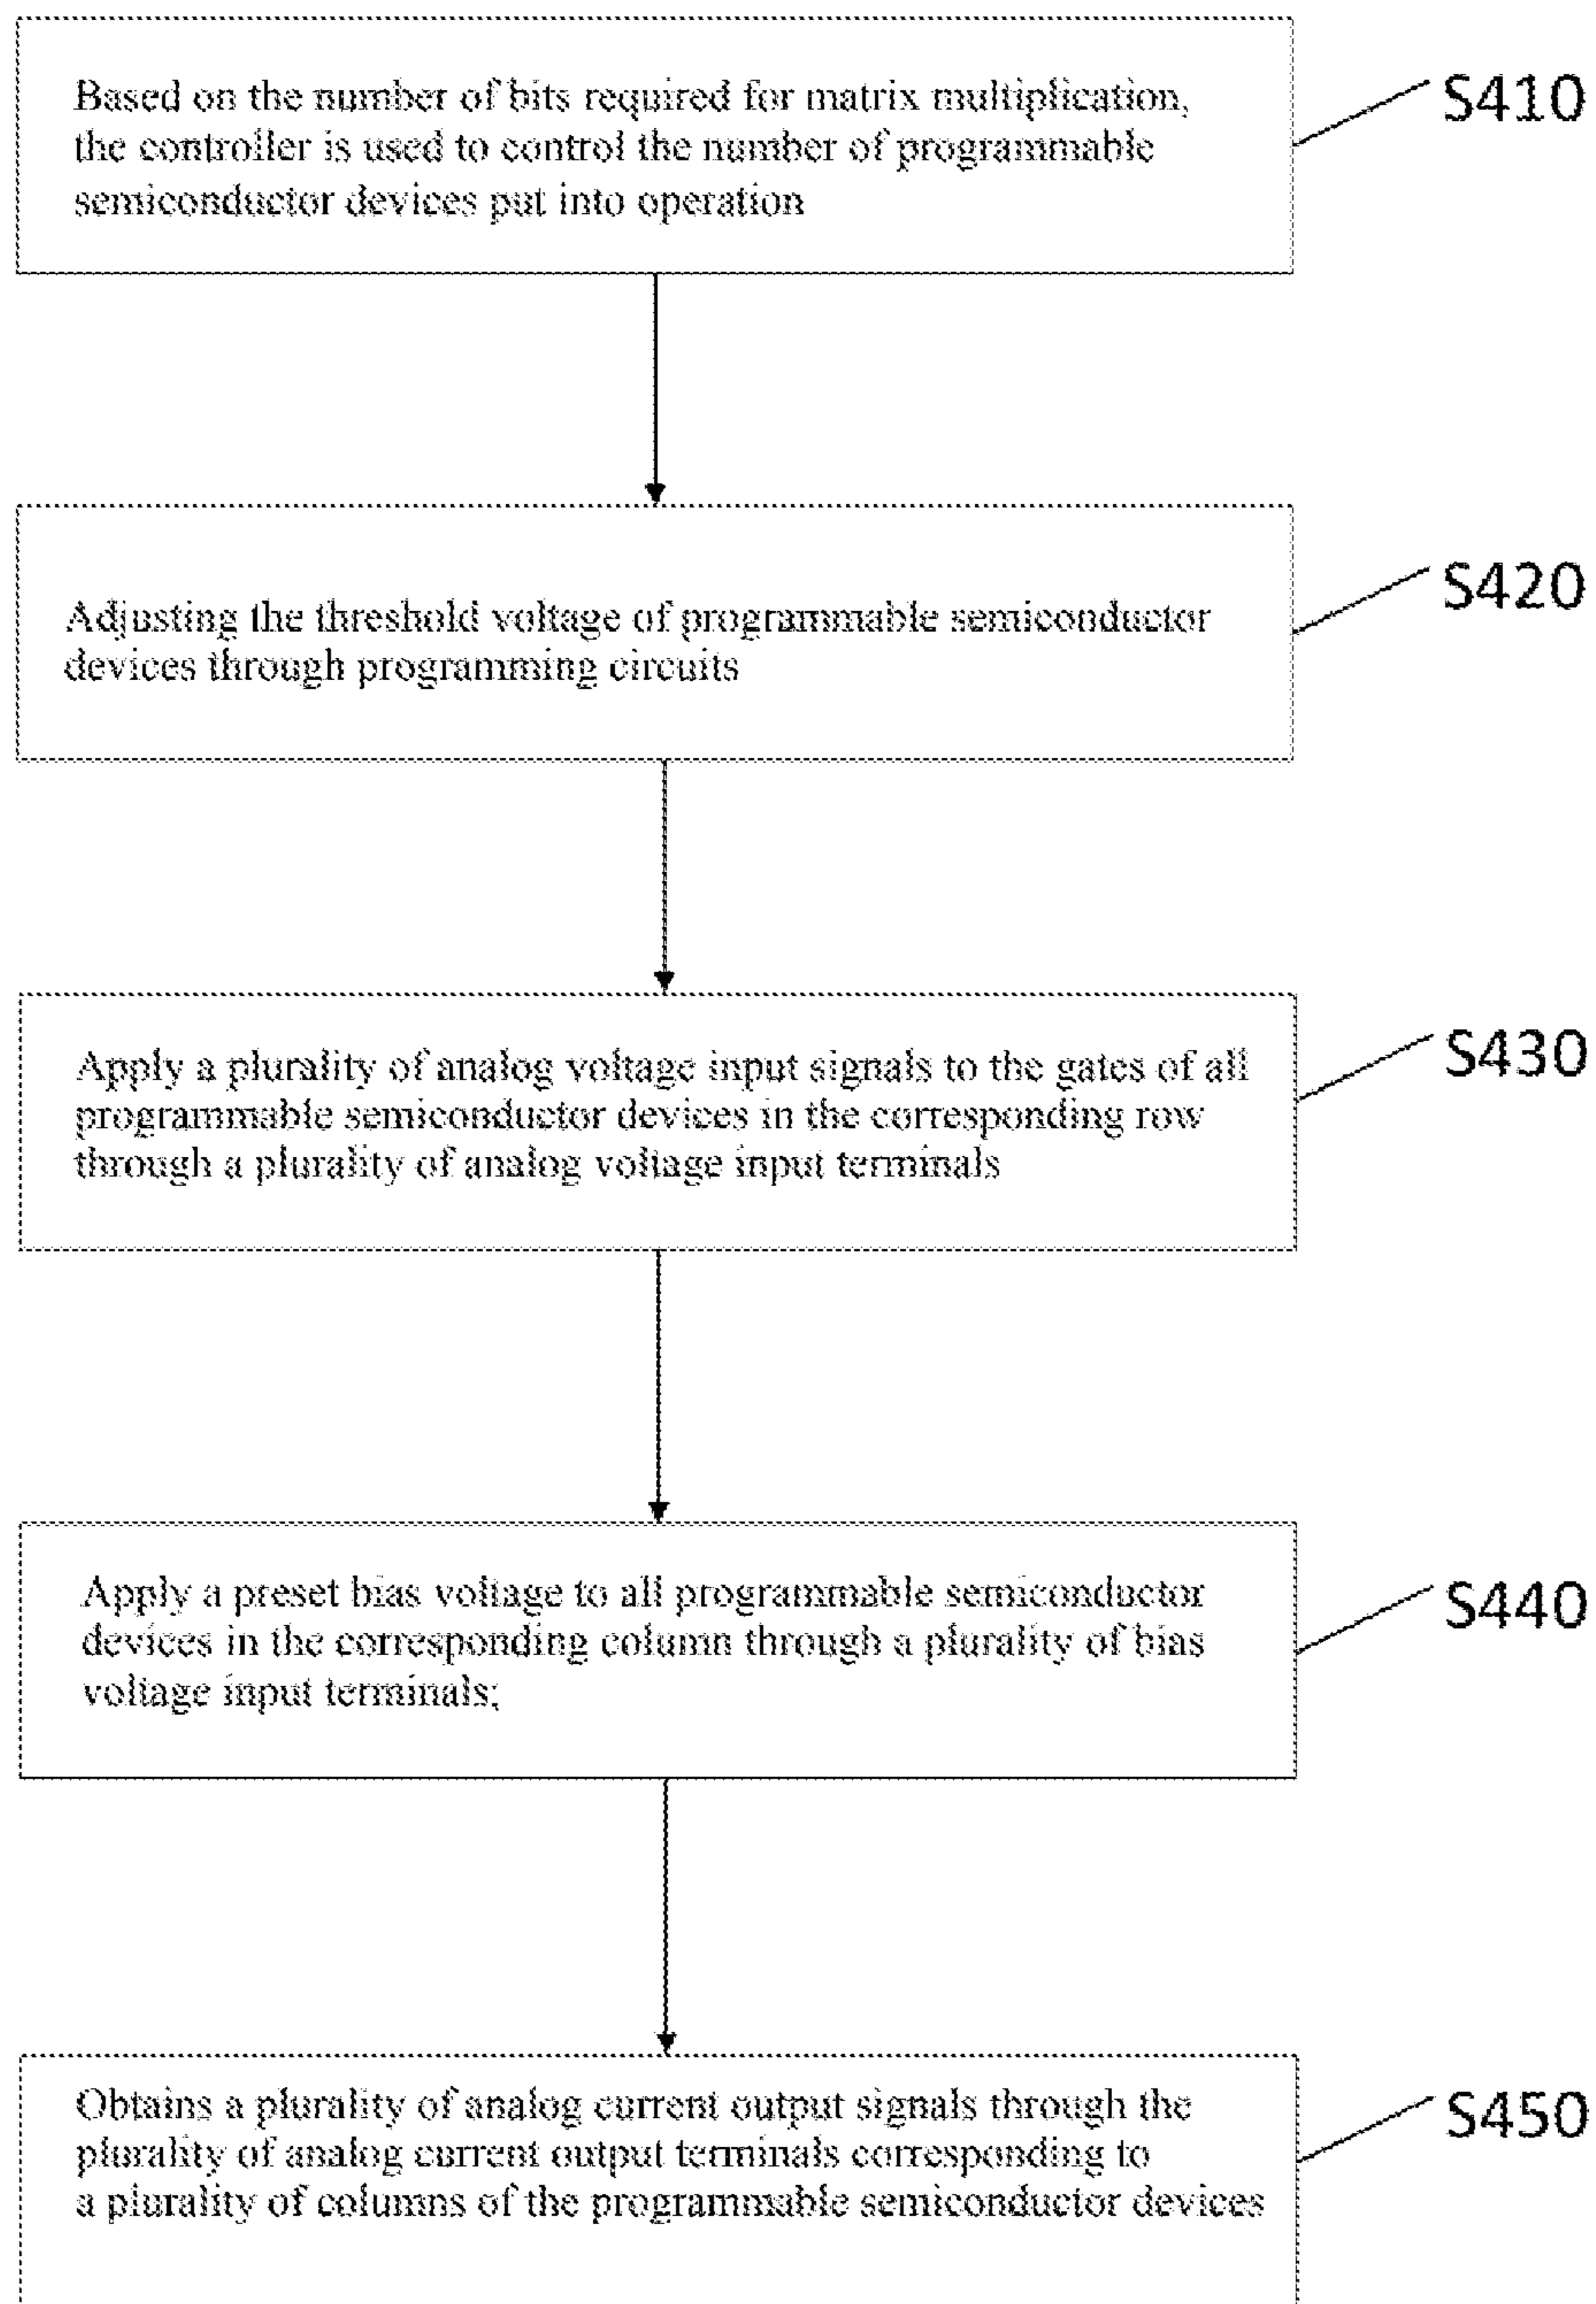 Based on the number of bits required for matrix multiplication,
the controller is used to control the number of programmable
semiconductor devices put into operation
S410
Adjusting the threshold voltage of programmable semiconductor
devices through programming circuits
S420
Apply a plurality of analog voltage input signals to the gates of all
programmable semiconductor devices in the corresponding row
through a plurality of analog voltage input terminals
S430
Apply a preset bias voltage to all programmable semiconductor
devices in the corresponding column through a plurality of bias
voltage input terminals;
S440
Obtains a plurality of analog current output signals through the
plurality of analog current output terminals corresponding to
a plurality of columns of the programmable semiconductor devices
S450